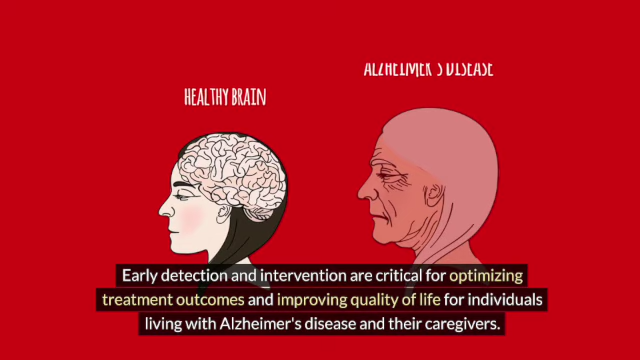 ALZHEIMER'S DISEASE
HEALTHY BRAIN
Early detection and intervention are critical for optimizing
treatment outcomes and improving quality of life for individuals
living with Alzheimer's disease and their caregivers.